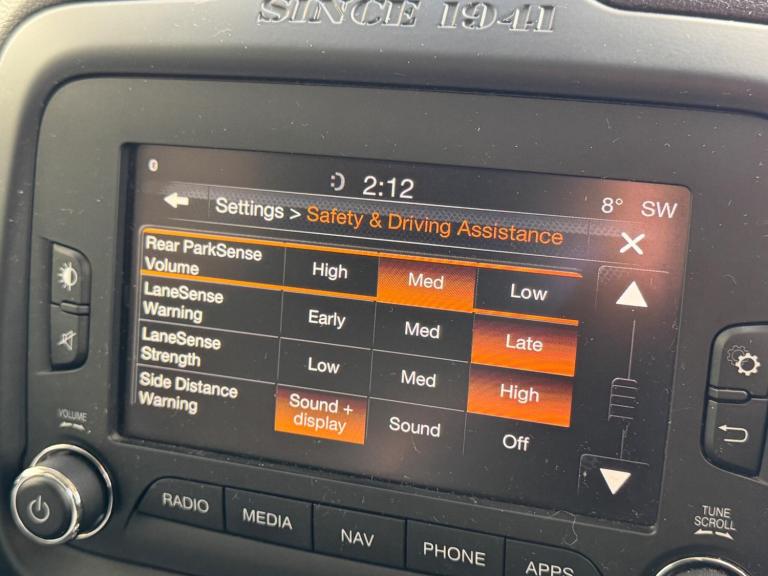 SINCE 1941
2:12
8° SW
Settings > Safety & Driving Assistance
Rear ParkSense
Volume
High Med Low
LaneSense
Warning
Early Med Late
LaneSense
Strength
Low Med High
Side Distance
Warning
Sound +
display
Sound Off
VOLUME
RADIO MEDIA NAV PHONE APPS
TUNE
SCROLL